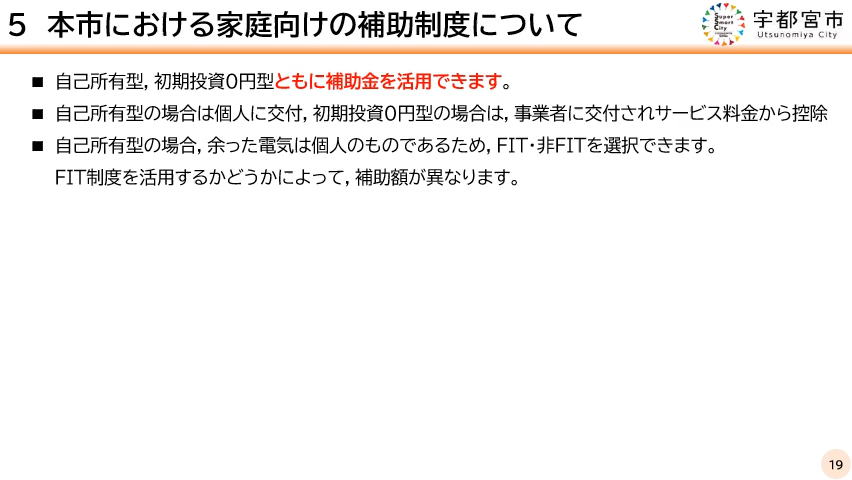 5 本市における家庭向けの補助制度について
Super
Smart
City
宇都宮市
Utsunomiya City
■ 自己所有型，初期投資0円型ともに補助金を活用できます。
■ 自己所有型の場合は個人に交付，初期投資0円型の場合は，事業者に交付されサービス料金から控除
■ 自己所有型の場合，余った電気は個人のものであるため，FIT・非FITを選択できます。
FIT制度を活用するかどうかによって，補助額が異なります。
19